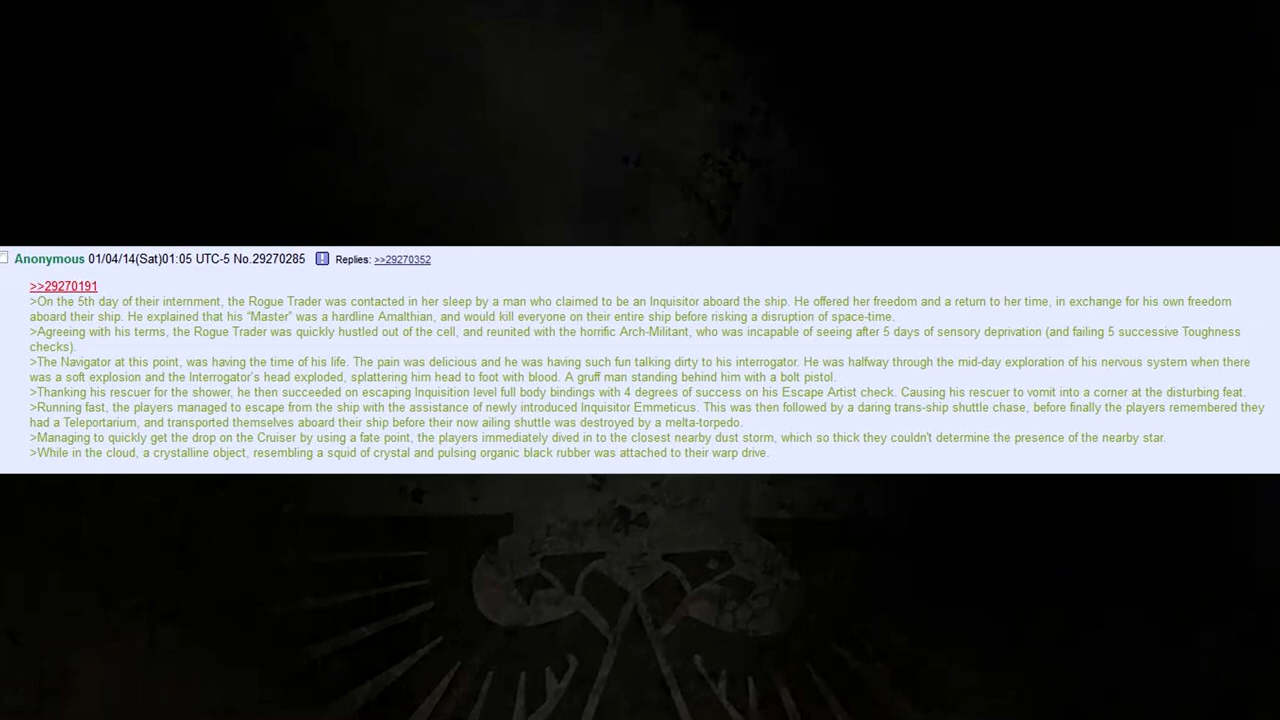 Anonymous 01/04/14(Sat)01:05 UTC-5 No.29270285 Replies: >>29270352
>>29270191
>On the 5th day of their internment, the Rogue Trader was contacted in her sleep by a man who claimed to be an Inquisitor aboard the ship. He offered her freedom and a return to her time, in exchange for his own freedom
aboard their ship. He explained that his “Master” was a hardline Amalthian, and would kill everyone on their entire ship before risking a disruption of space-time.
>Agreeing with his terms, the Rogue Trader was quickly hustled out of the cell, and reunited with the horrific Arch-Militant, who was incapable of seeing after 5 days of sensory deprivation (and failing 5 successive Toughness
checks).
>The Navigator at this point, was having the time of his life. The pain was delicious and he was having such fun talking dirty to his interrogator. He was halfway through the mid-day exploration of his nervous system when there
was a soft explosion and the Interrogator's head exploded, splattering him head to foot with blood. A gruff man standing behind him with a bolt pistol.
>Thanking his rescuer for the shower, he then succeeded on escaping Inquisition level full body bindings with 4 degrees of success on his Escape Artist check. Causing his rescuer to vomit into a corner at the disturbing feat.
>Running fast, the players managed to escape from the ship with the assistance of newly introduced Inquisitor Emmeticus. This was then followed by a daring trans-ship shuttle chase, before finally the players remembered they
had a Teleportarium, and transported themselves aboard their ship before their now ailing shuttle was destroyed by a melta-torpedo.
>Managing to quickly get the drop on the Cruiser by using a fate point, the players immediately dived in to the closest nearby dust storm, which so thick they couldn't determine the presence of the nearby star.
>While in the cloud, a crystalline object, resembling a squid of crystal and pulsing organic black rubber was attached to their warp drive.